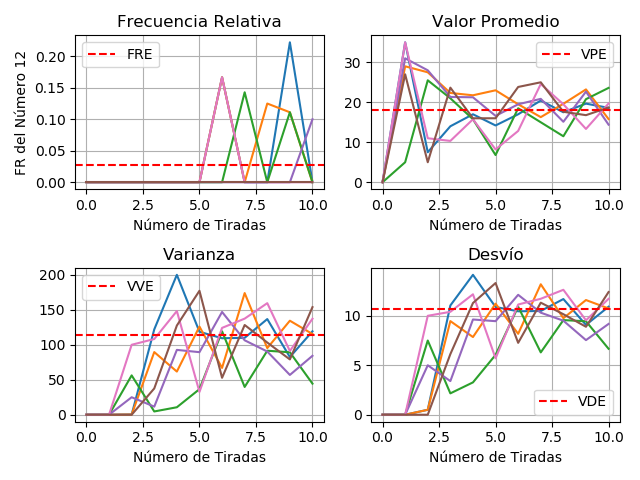 Frecuencia Relativa
FR del Número 12
0.20
0.15
0.10
0.05
0.00
FRE
0.0 2.5 5.0 7.5 10.0
Número de Tiradas
Valor Promedio
30
20
10
0
VPE
0.0 2.5 5.0 7.5 10.0
Número de Tiradas
Varianza
200
150
100
50
0
VVE
0.0 2.5 5.0 7.5 10.0
Número de Tiradas
Desvío
10
5
0
VDE
0.0 2.5 5.0 7.5 10.0
Número de Tiradas